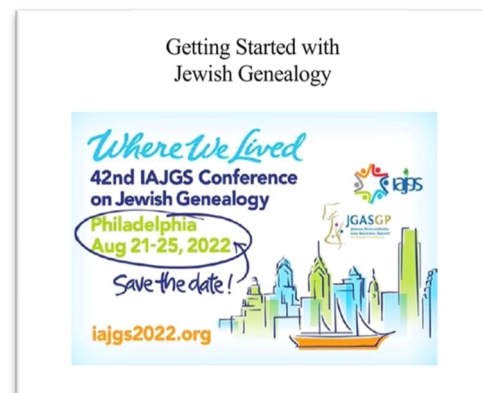 Getting Started with
Jewish Genealogy
Where We Lived
42nd IAJGS Conference
on Jewish Genealogy
iajgs
Philadelphia
JGASGP
Aug 21-25, 2022
Save the date!
iajgs2022.org